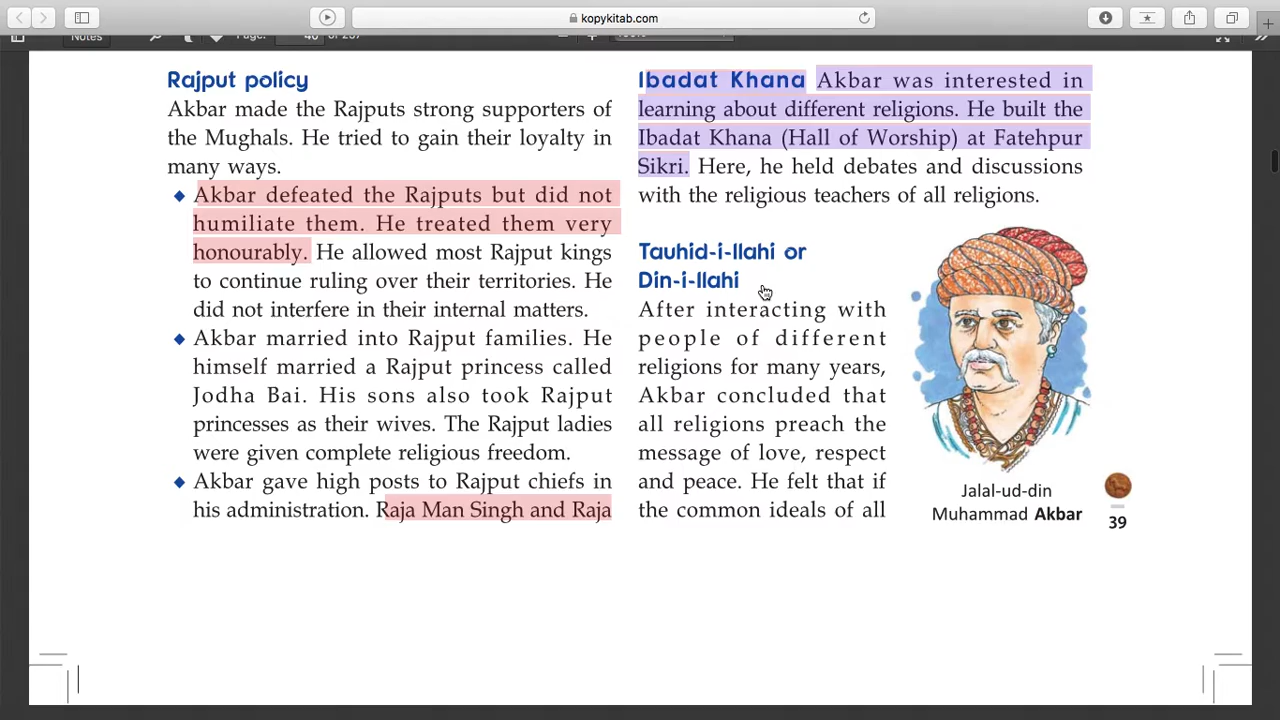 kopykitab.com
Notes
Page:
Rajput policy
Akbar made the Rajputs strong supporters of
the Mughals. He tried to gain their loyalty in
many ways.
◆ Akbar defeated the Rajputs but did not
humiliate them. He treated them very
honourably. He allowed most Rajput kings
to continue ruling over their territories. He
did not interfere in their internal matters.
◆ Akbar married into Rajput families. He
himself married a Rajput princess called
Jodha Bai. His sons also took Rajput
princesses as their wives. The Rajput ladies
were given complete religious freedom.
◆ Akbar gave high posts to Rajput chiefs in
his administration. Raja Man Singh and Raja
Ibadat Khana Akbar was interested in
learning about different religions. He built the
Ibadat Khana (Hall of Worship) at Fatehpur
Sikri. Here, he held debates and discussions
with the religious teachers of all religions.
Tauhid-i-Ilahi or
Din-i-Ilahi
After interacting with
people of different
religions for many years,
Akbar concluded that
all religions preach the
message of love, respect
and peace. He felt that if
the common ideals of all
Jalal-ud-din
Muhammad Akbar
39